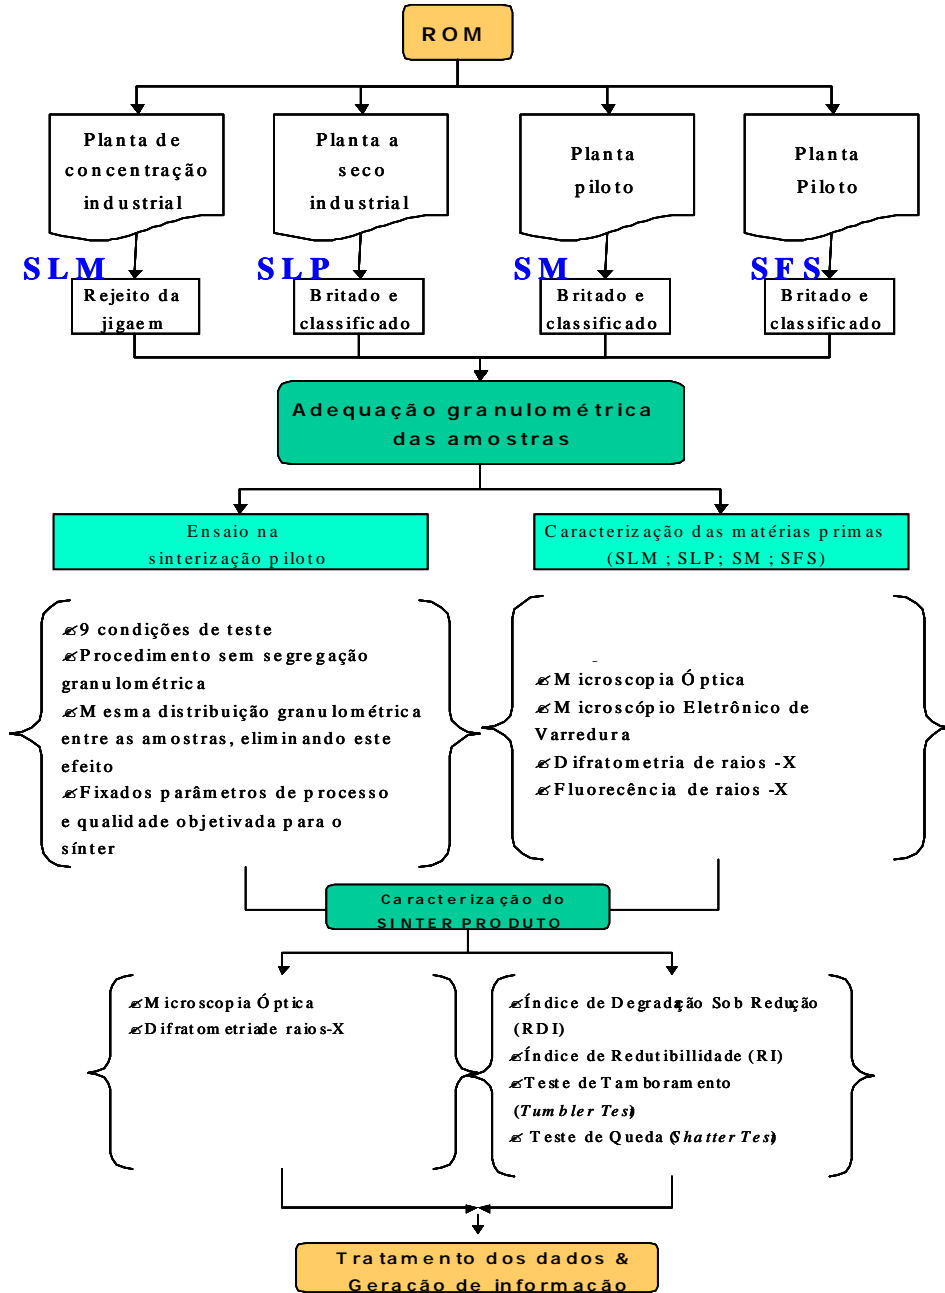 ROM
Planta de
concentração
industrial
Planta a
seco
industrial
Planta
piloto
Planta
Piloto
SLM
SLP
SM
SFS
Rejeito da
jigaem
Britado e
classificado
Britado e
classificado
Britado e
classificado
Adequação granulométrica
das amostras
Ensaio na
sinterização piloto
Caracterização das matérias primas
(SLM ; SLP; SM ; SFS)
9 condições de teste
Procedimento sem segregação
granulométrica
Mesma distribuição granulométrica
entre as amostras, eliminando este
efeito
Fixados parâmetros de processo
e qualidade objetivada para o
sínter
Microscopia Óptica
Microscópio Eletrônico de
Varredura
Difratometria de raios -X
Fluorecência de raios -X
Caracterização do
SINTER PRODUTO
Microscopia Óptica
Difratometriade raios-X
Índice de Degradação Sob Redução
(RDI)
Índice de Redutibillidade (RI)
Teste de Tamboramento
(Tumbler Test)
Teste de Queda (Shatter Test)
Tratamento dos dados &
Geração de informação